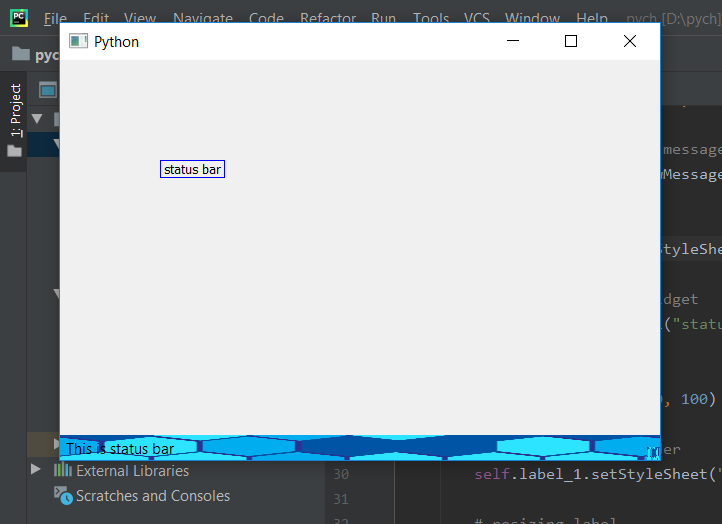 PC File Edit View Navigate Code Refactor Run Tools VCS Window Help pych [D:\pych]
Python
pyc
1: Project
message
Message
tyleShe
status bar
dget
("statu
, 100)
This is status bar
er
External Libraries
30 self.label_1.setStyleSheet("
Scratches and Consoles
31
32 # resizing label